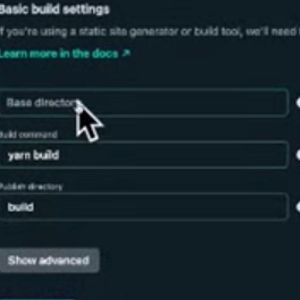 Basic build settings
If you're using a static site generator or build tool, we'll need
Learn more in the docs ↗
Base directory
Build command
yarn build
Publish directory
build
Show advanced